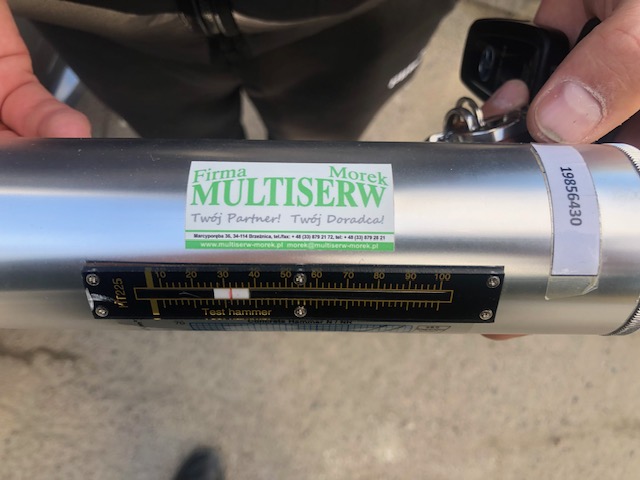 Firma Morek
MULTISERW
Twój Partner! Twój Doradca!
Marcyporęba 36, 34-114 Brzeźnica, tel./fax: + 48 (33) 879 21 72, tel: + 48 (33) 879 28 21
www.multiserw-morek.pl morek@multiserw-morek.pl
19856430
10 20 30 40 50 60 70 80 90 100
225
Test hammer